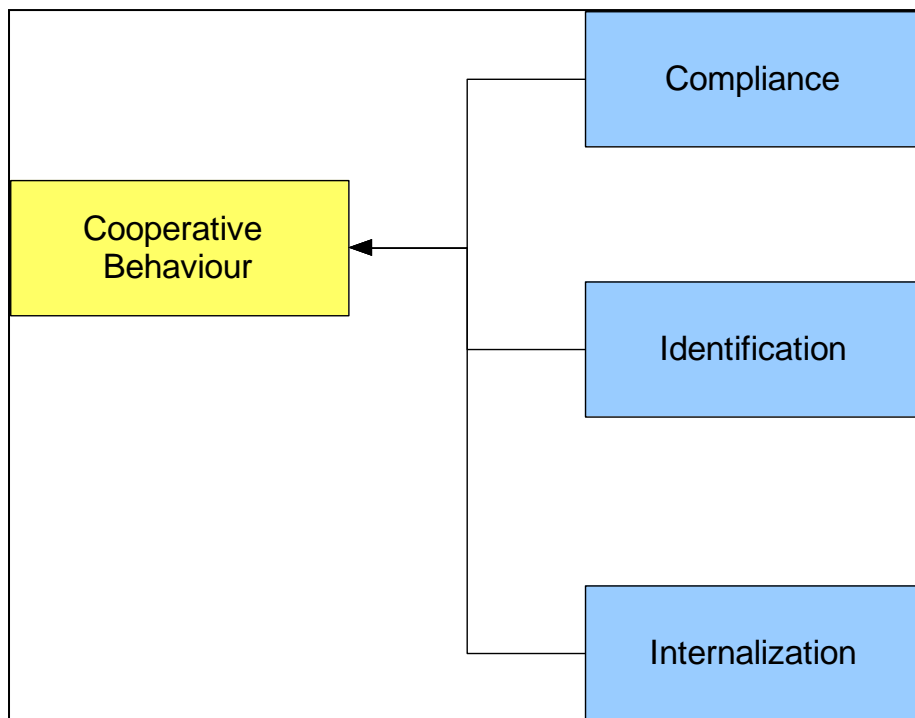 Compliance
Cooperative
Behaviour
Identification
Internalization